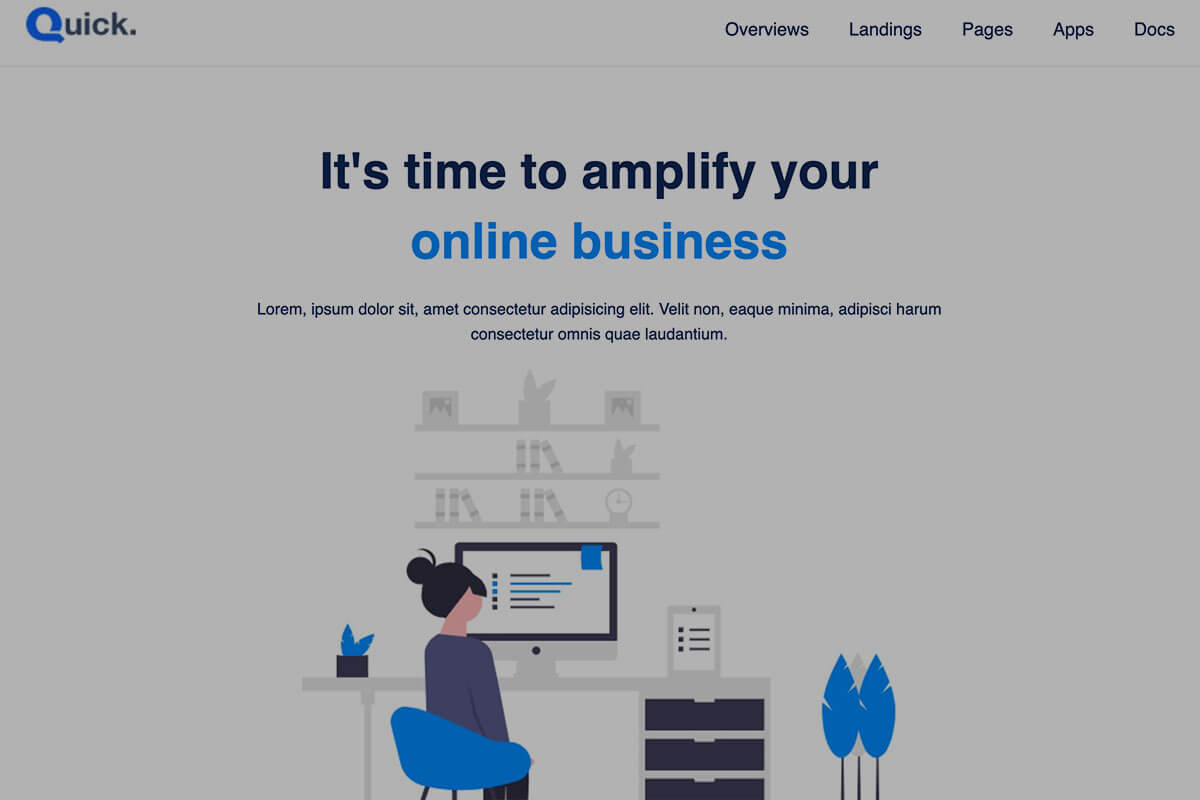 Quick.
Overviews Landings Pages Apps Docs
It's time to amplify your
online business
Lorem, ipsum dolor sit, amet consectetur adipisicing elit. Velit non, eaque minima, adipisci harum
consectetur omnis quae laudantium.